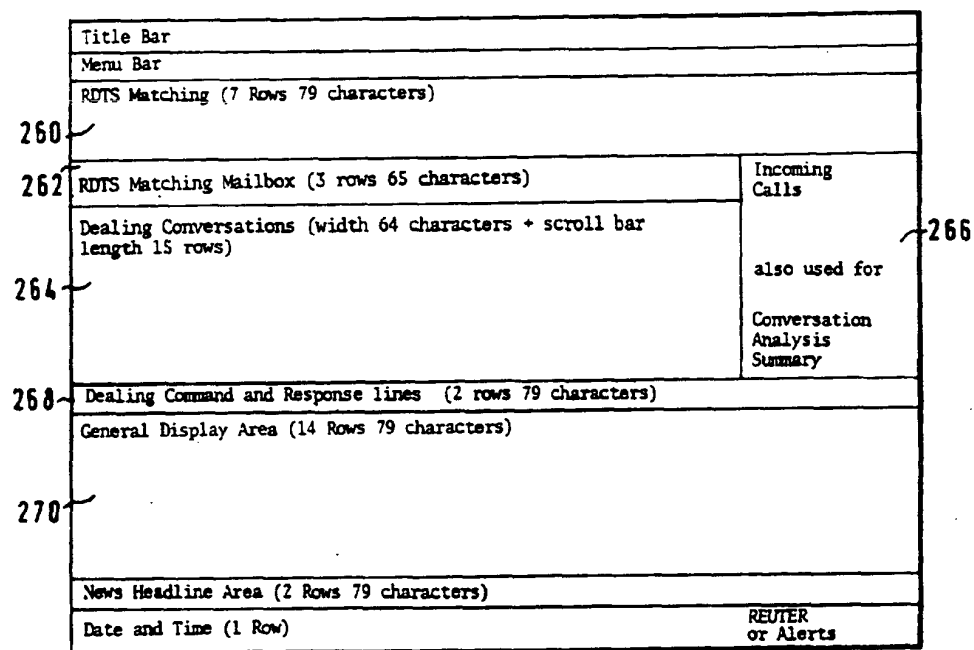 Title Bar
Menu Bar
RDTS Matching (7 Rows 79 characters)
260
262
RDTS Matching Mailbox (3 rows 65 characters)
Incoming
Calls
Dealing Conversations (width 64 characters + scroll bar
length 15 rows)
266
264
also used for
Conversation
Analysis
Summary
268
Dealing Command and Response lines (2 rows 79 characters)
General Display Area (14 Rows 79 characters)
270
News Headline Area (2 Rows 79 characters)
Date and Time (1 Row)
REUTER
or Alerts